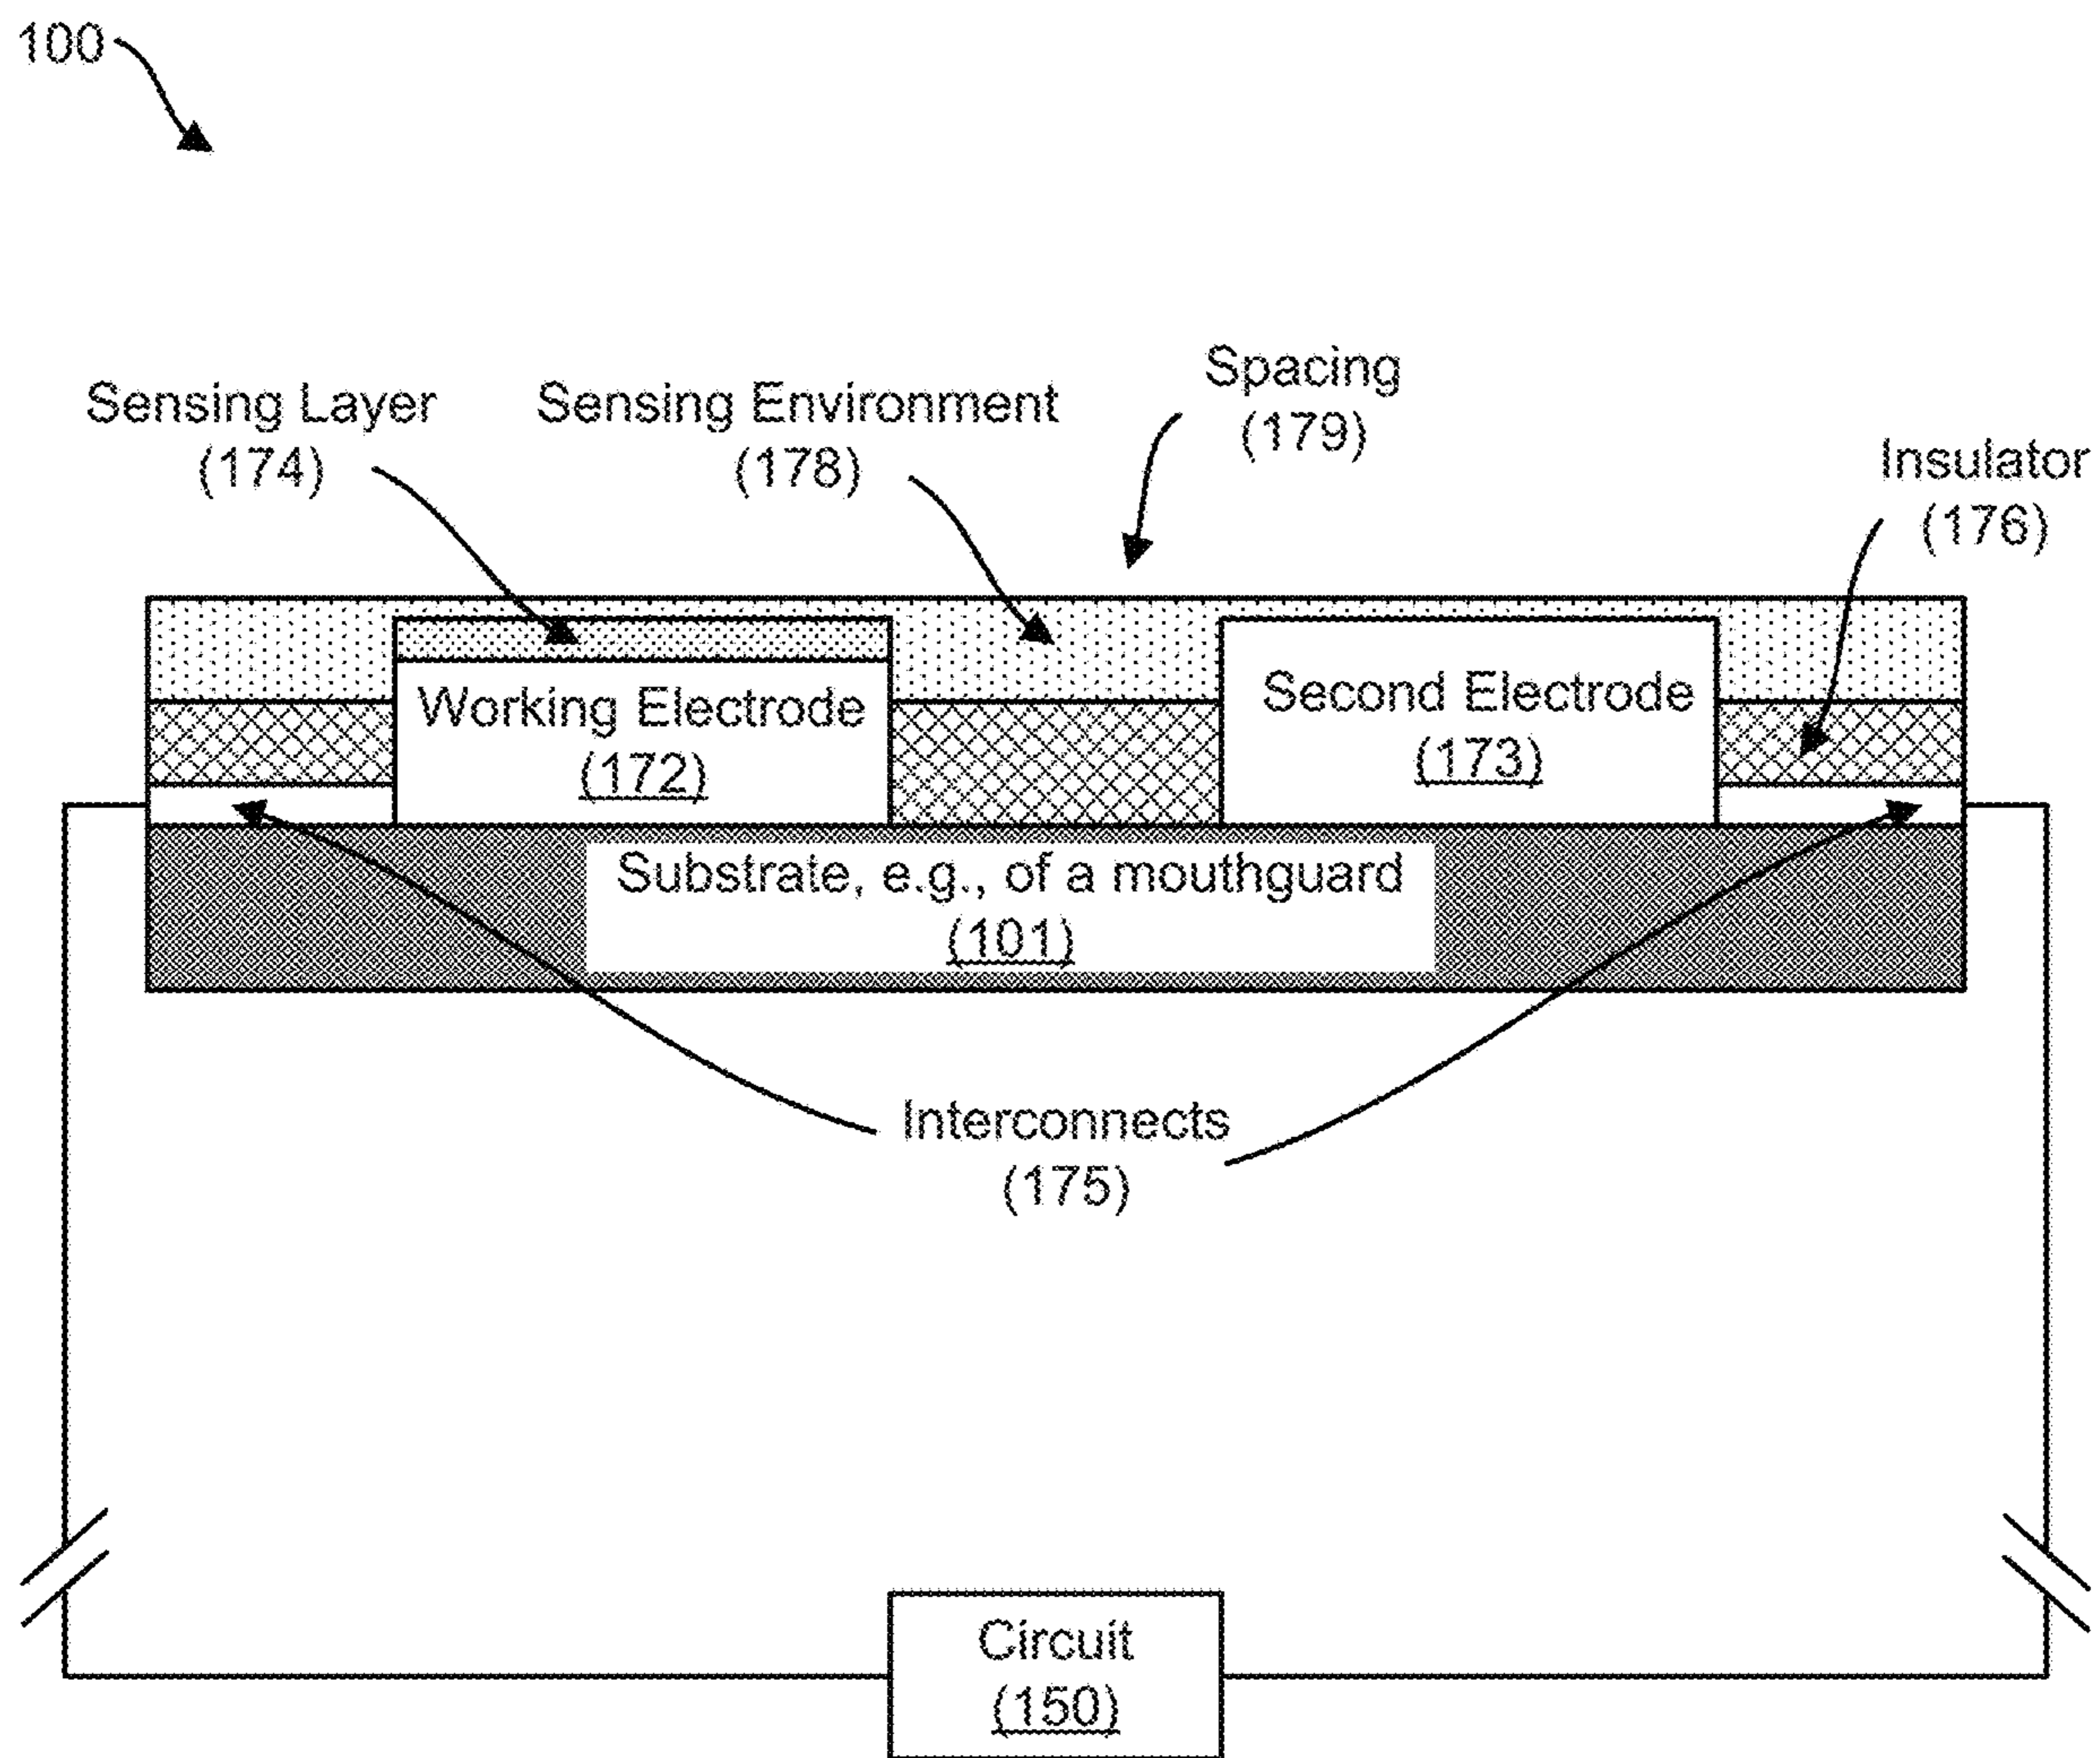 100
Spacing
(179)
Sensing Layer
(174)
Sensing Environment
(178)
Insulator
(176)
Working Electrode
(172)
Second Electrode
(173)
Substrate, e.g., of a mouthguard
(101)
Interconnects
(175)
Circuit
(150)